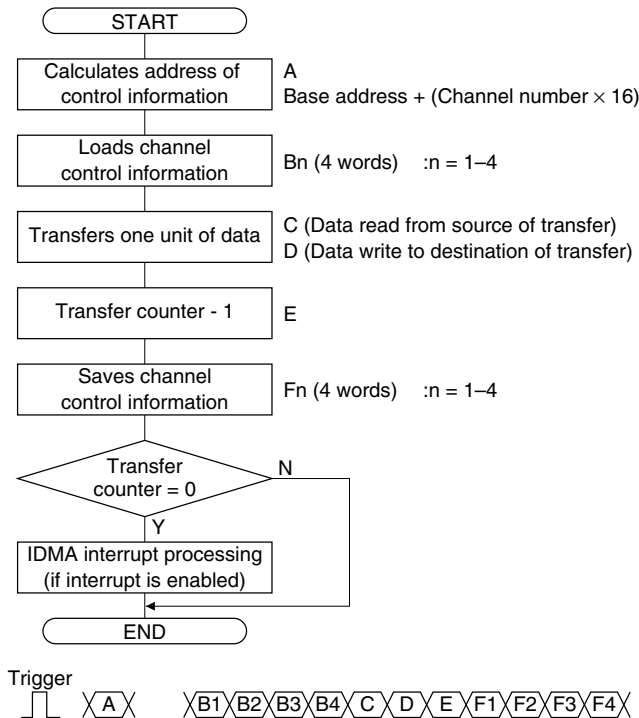 START
Calculates address of
control information
A
Base address + (Channel number × 16)
Loads channel
control information
Bn (4 words) :n = 1–4
Transfers one unit of data
C (Data read from source of transfer)
D (Data write to destination of transfer)
Transfer counter - 1
E
Saves channel
control information
Fn (4 words) :n = 1–4
Transfer
counter = 0
N
Y
IDMA interrupt processing
(if interrupt is enabled)
END
Trigger
A B1 B2 B3 B4 C D E F1 F2 F3 F4